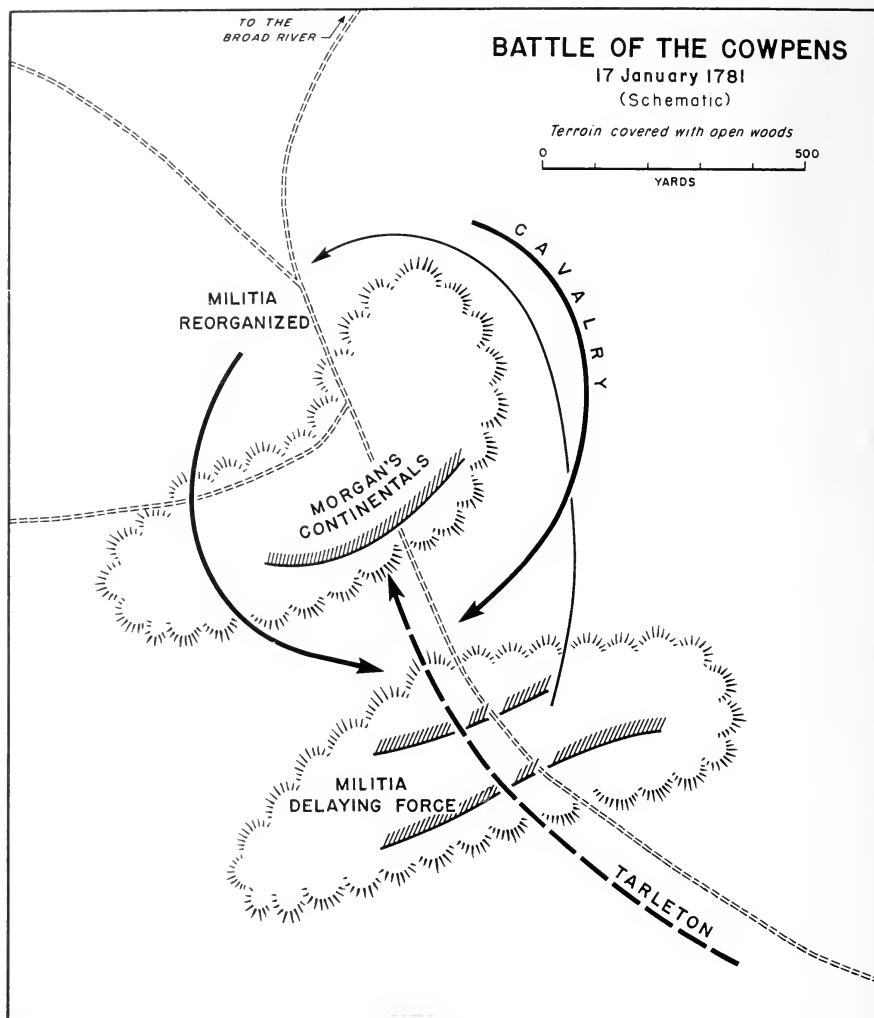 TO THE
BROAD RIVER
BATTLE OF THE COWPENS
17 January 1781
(Schematic)
Terrain covered with open woods
0 500
YARDS
CAVALRY
MILITIA
REORGANIZED
MORGAN'S
CONTINENTALS
MILITIA
DELAYING FORCE
TARLETON